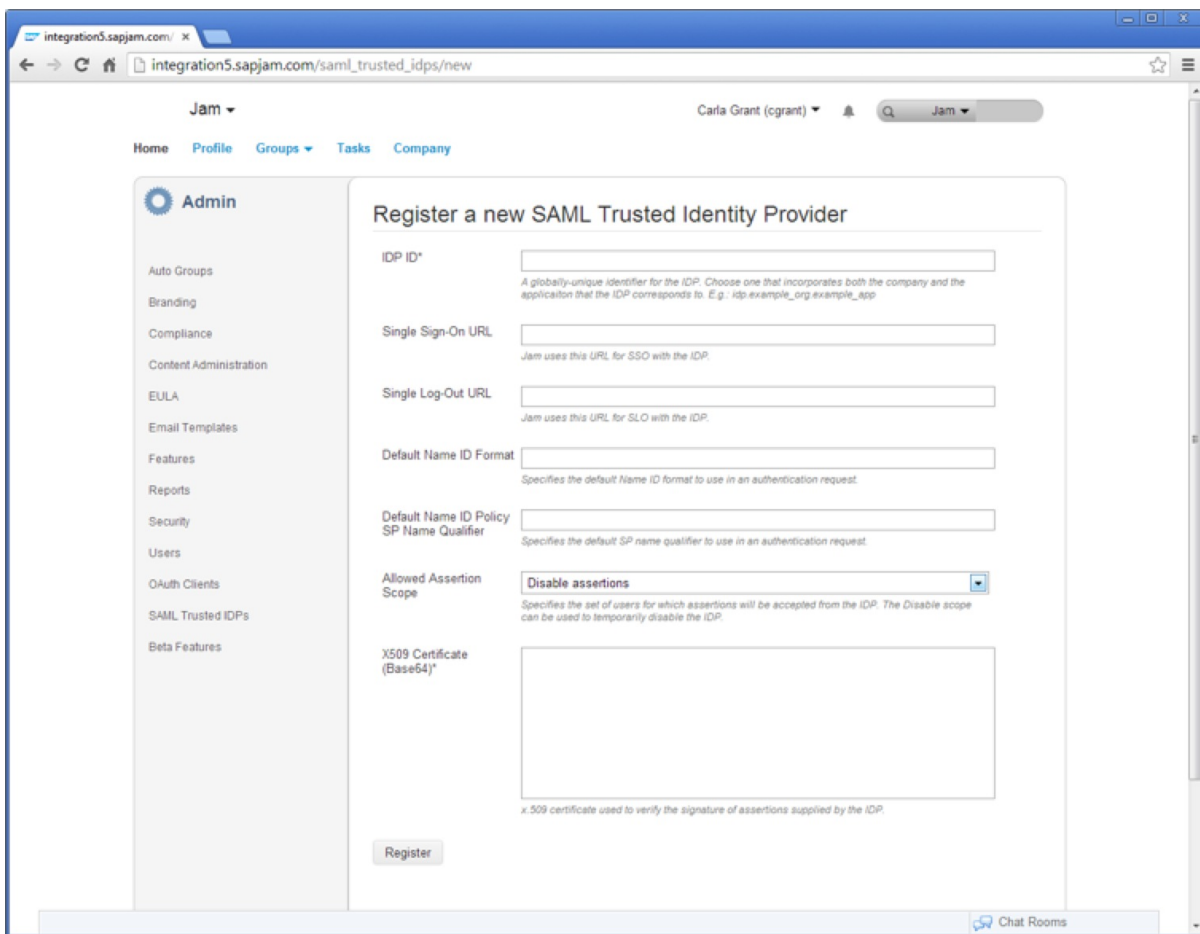 integration5.sapjam.com/
integration5.sapjam.com/saml_trusted_idps/new
Jam
Carla Grant (cgrant)
Jam
Home Profile Groups Tasks Company
Admin
Auto Groups
Branding
Compliance
Content Administration
EULA
Email Templates
Features
Reports
Security
Users
OAuth Clients
SAML Trusted IDPs
Beta Features
Register a new SAML Trusted Identity Provider
IDP ID*
A globally-unique identifier for the IDP. Choose one that incorporates both the company and the
applicaiton that the IDP corresponds to. E.g.: idp.example_org.example_app
Single Sign-On URL
Jam uses this URL for SSO with the IDP.
Single Log-Out URL
Jam uses this URL for SLO with the IDP.
Default Name ID Format
Specifies the default Name ID format to use in an authentication request.
Default Name ID Policy
SP Name Qualifier
Specifies the default SP name qualifier to use in an authentication request.
Allowed Assertion
Scope
Disable assertions
Specifies the set of users for which assertions will be accepted from the IDP. The Disable scope
can be used to temporarily disable the IDP.
X509 Certificate
(Base64)*
x.509 certificate used to verify the signature of assertions supplied by the IDP.
Register
Chat Rooms